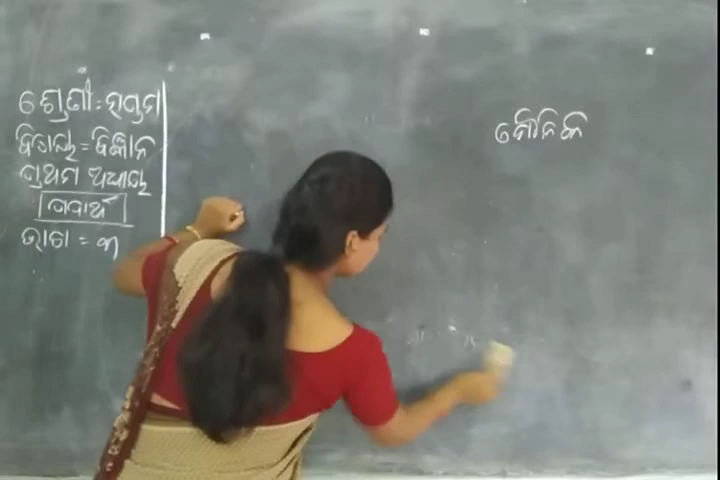 ଶ୍ରେଣୀ: ସପ୍ତମ
ବିଷୟ = ବିଜ୍ଞାନ
ପ୍ରଥମ ଅଧ୍ୟାୟ
ପଦାର୍ଥ
ଭାଗ = ୩
ମୌଳିକ